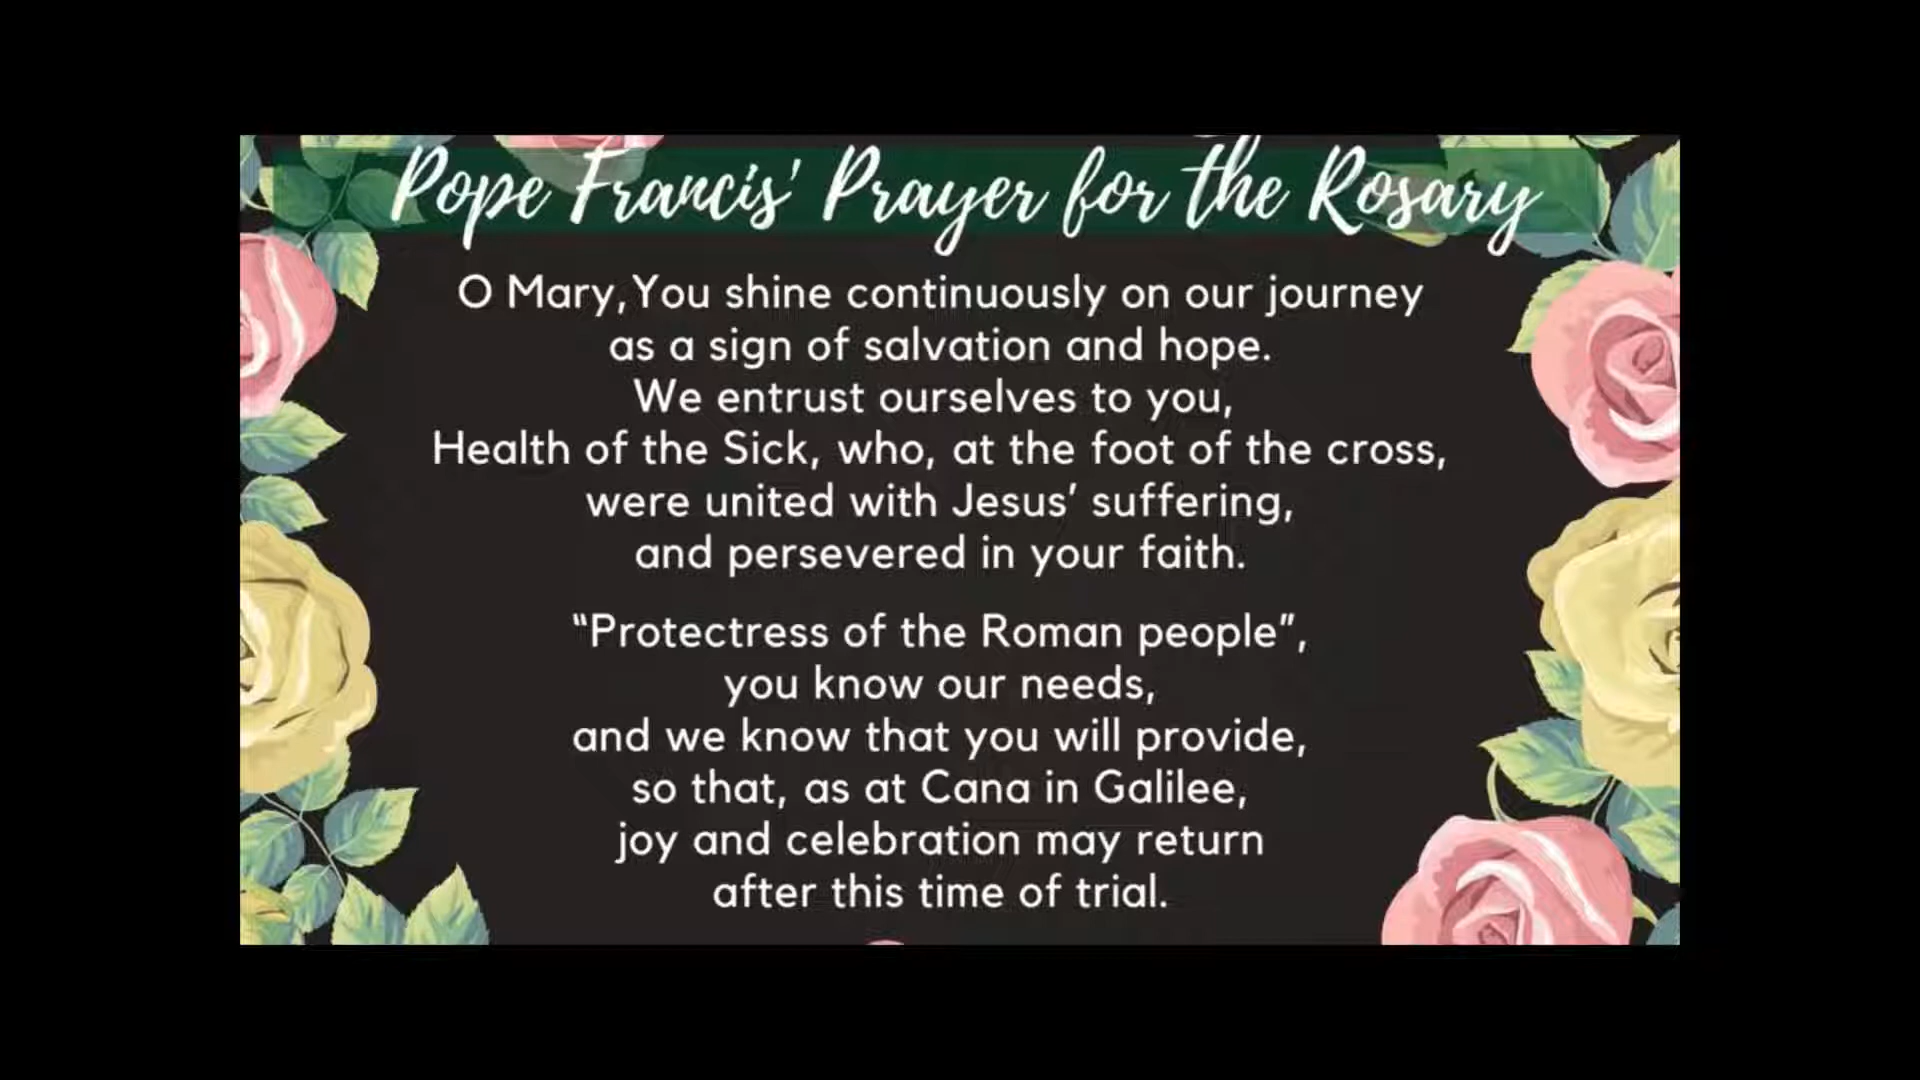 Pope Francis' Prayer for the Rosary
O Mary,You shine continuously on our journey
as a sign of salvation and hope.
We entrust ourselves to you,
Health of the Sick, who, at the foot of the cross,
were united with Jesus’ suffering,
and persevered in your faith.
“Protectress of the Roman people”,
you know our needs,
and we know that you will provide,
so that, as at Cana in Galilee,
joy and celebration may return
after this time of trial.